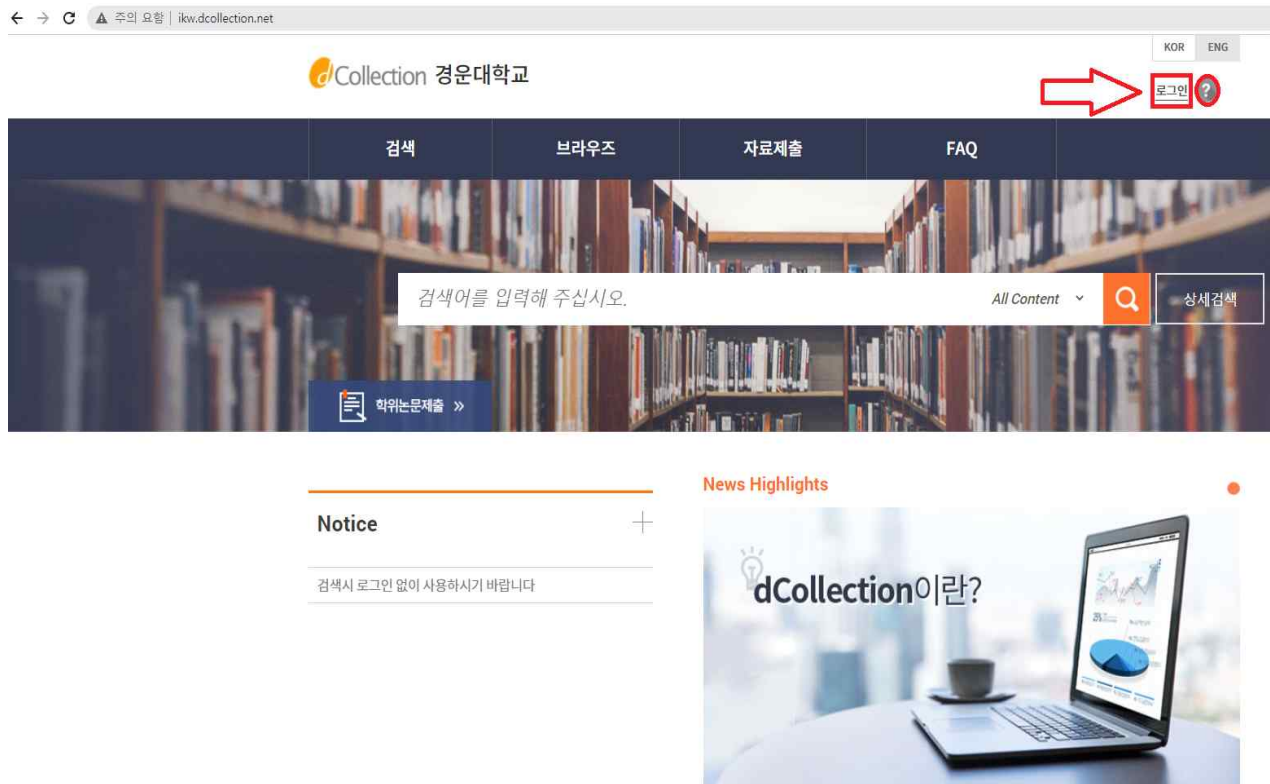 주의 요함 | ikw.dcollection.net
KOR ENG
dCollection 경운대학교
로그인 ?
검색 브라우즈 자료제출 FAQ
검색어를 입력해 주십시오. All Content 상세검색
학위논문제출 »
News Highlights
Notice
검색시 로그인 없이 사용하시기 바랍니다
dCollection이란?